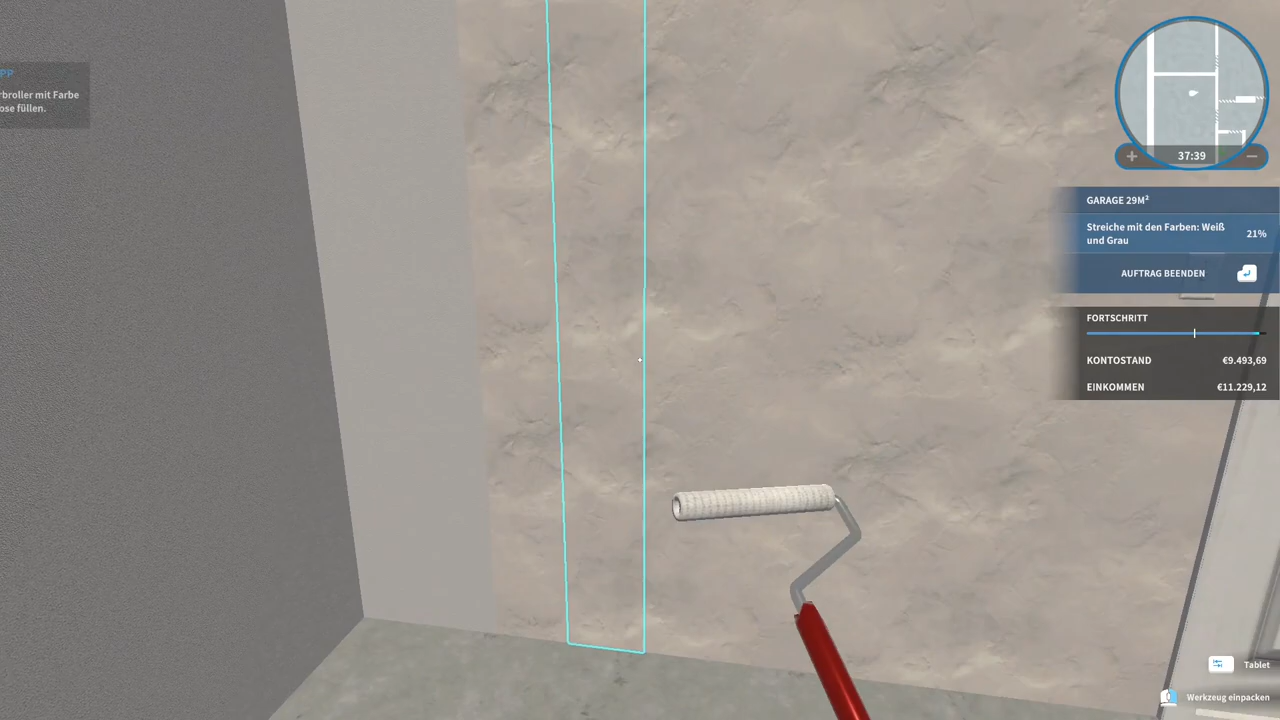 PP
rbroller mit Farbe
ose füllen.
37:39
GARAGE 29M²
Streiche mit den Farben: Weiß
und Grau
21%
AUFTRAG BEENDEN
FORTSCHRITT
KONTOSTAND €9.493,69
EINKOMMEN €11.229,12
Tablet
Werkzeug einpacken